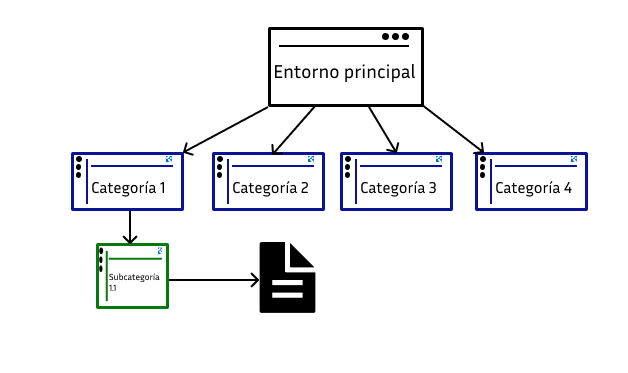 Entorno principal
Categoría 1
Categoría 2
Categoría 3
Categoría 4
Subcategoría
1.1